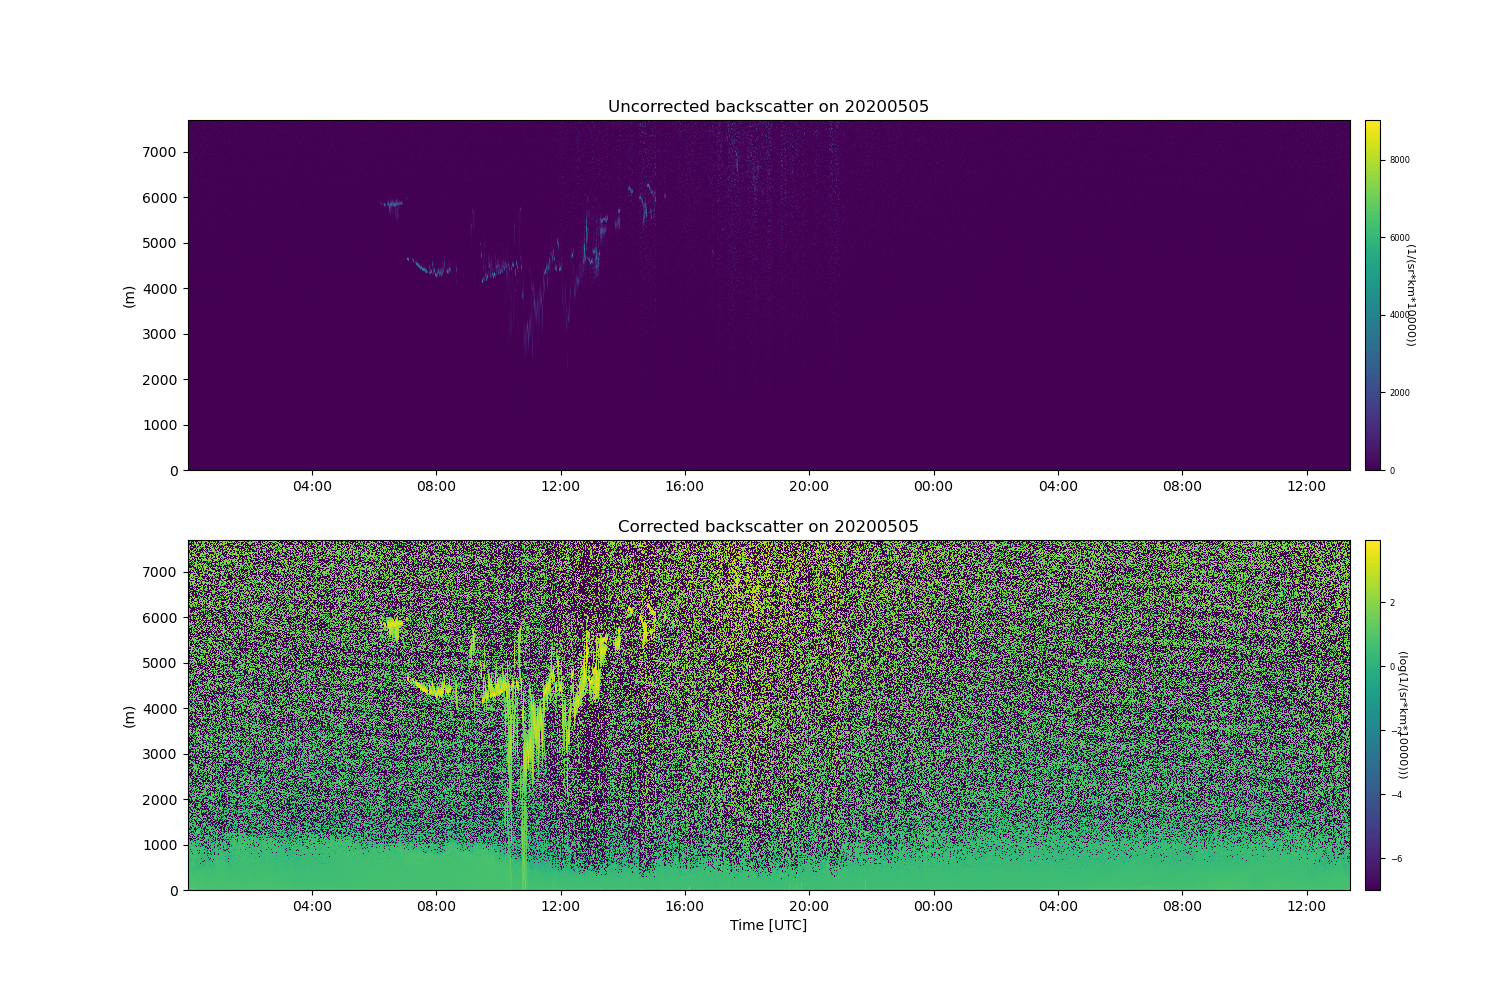 Uncorrected backscatter on 20200505
7000
6000
5000
4000
3000
2000
1000
0
(m)
04:00 08:00 12:00 16:00 20:00 00:00 04:00 08:00 12:00
8000
6000
4000
2000
0
(1/(sr*km*10000))
Corrected backscatter on 20200505
7000
6000
5000
4000
3000
2000
1000
0
(m)
04:00 08:00 12:00 16:00 20:00 00:00 04:00 08:00 12:00
Time [UTC]
2
0
−2
−4
−6
(log(1/(sr*km*10000)))